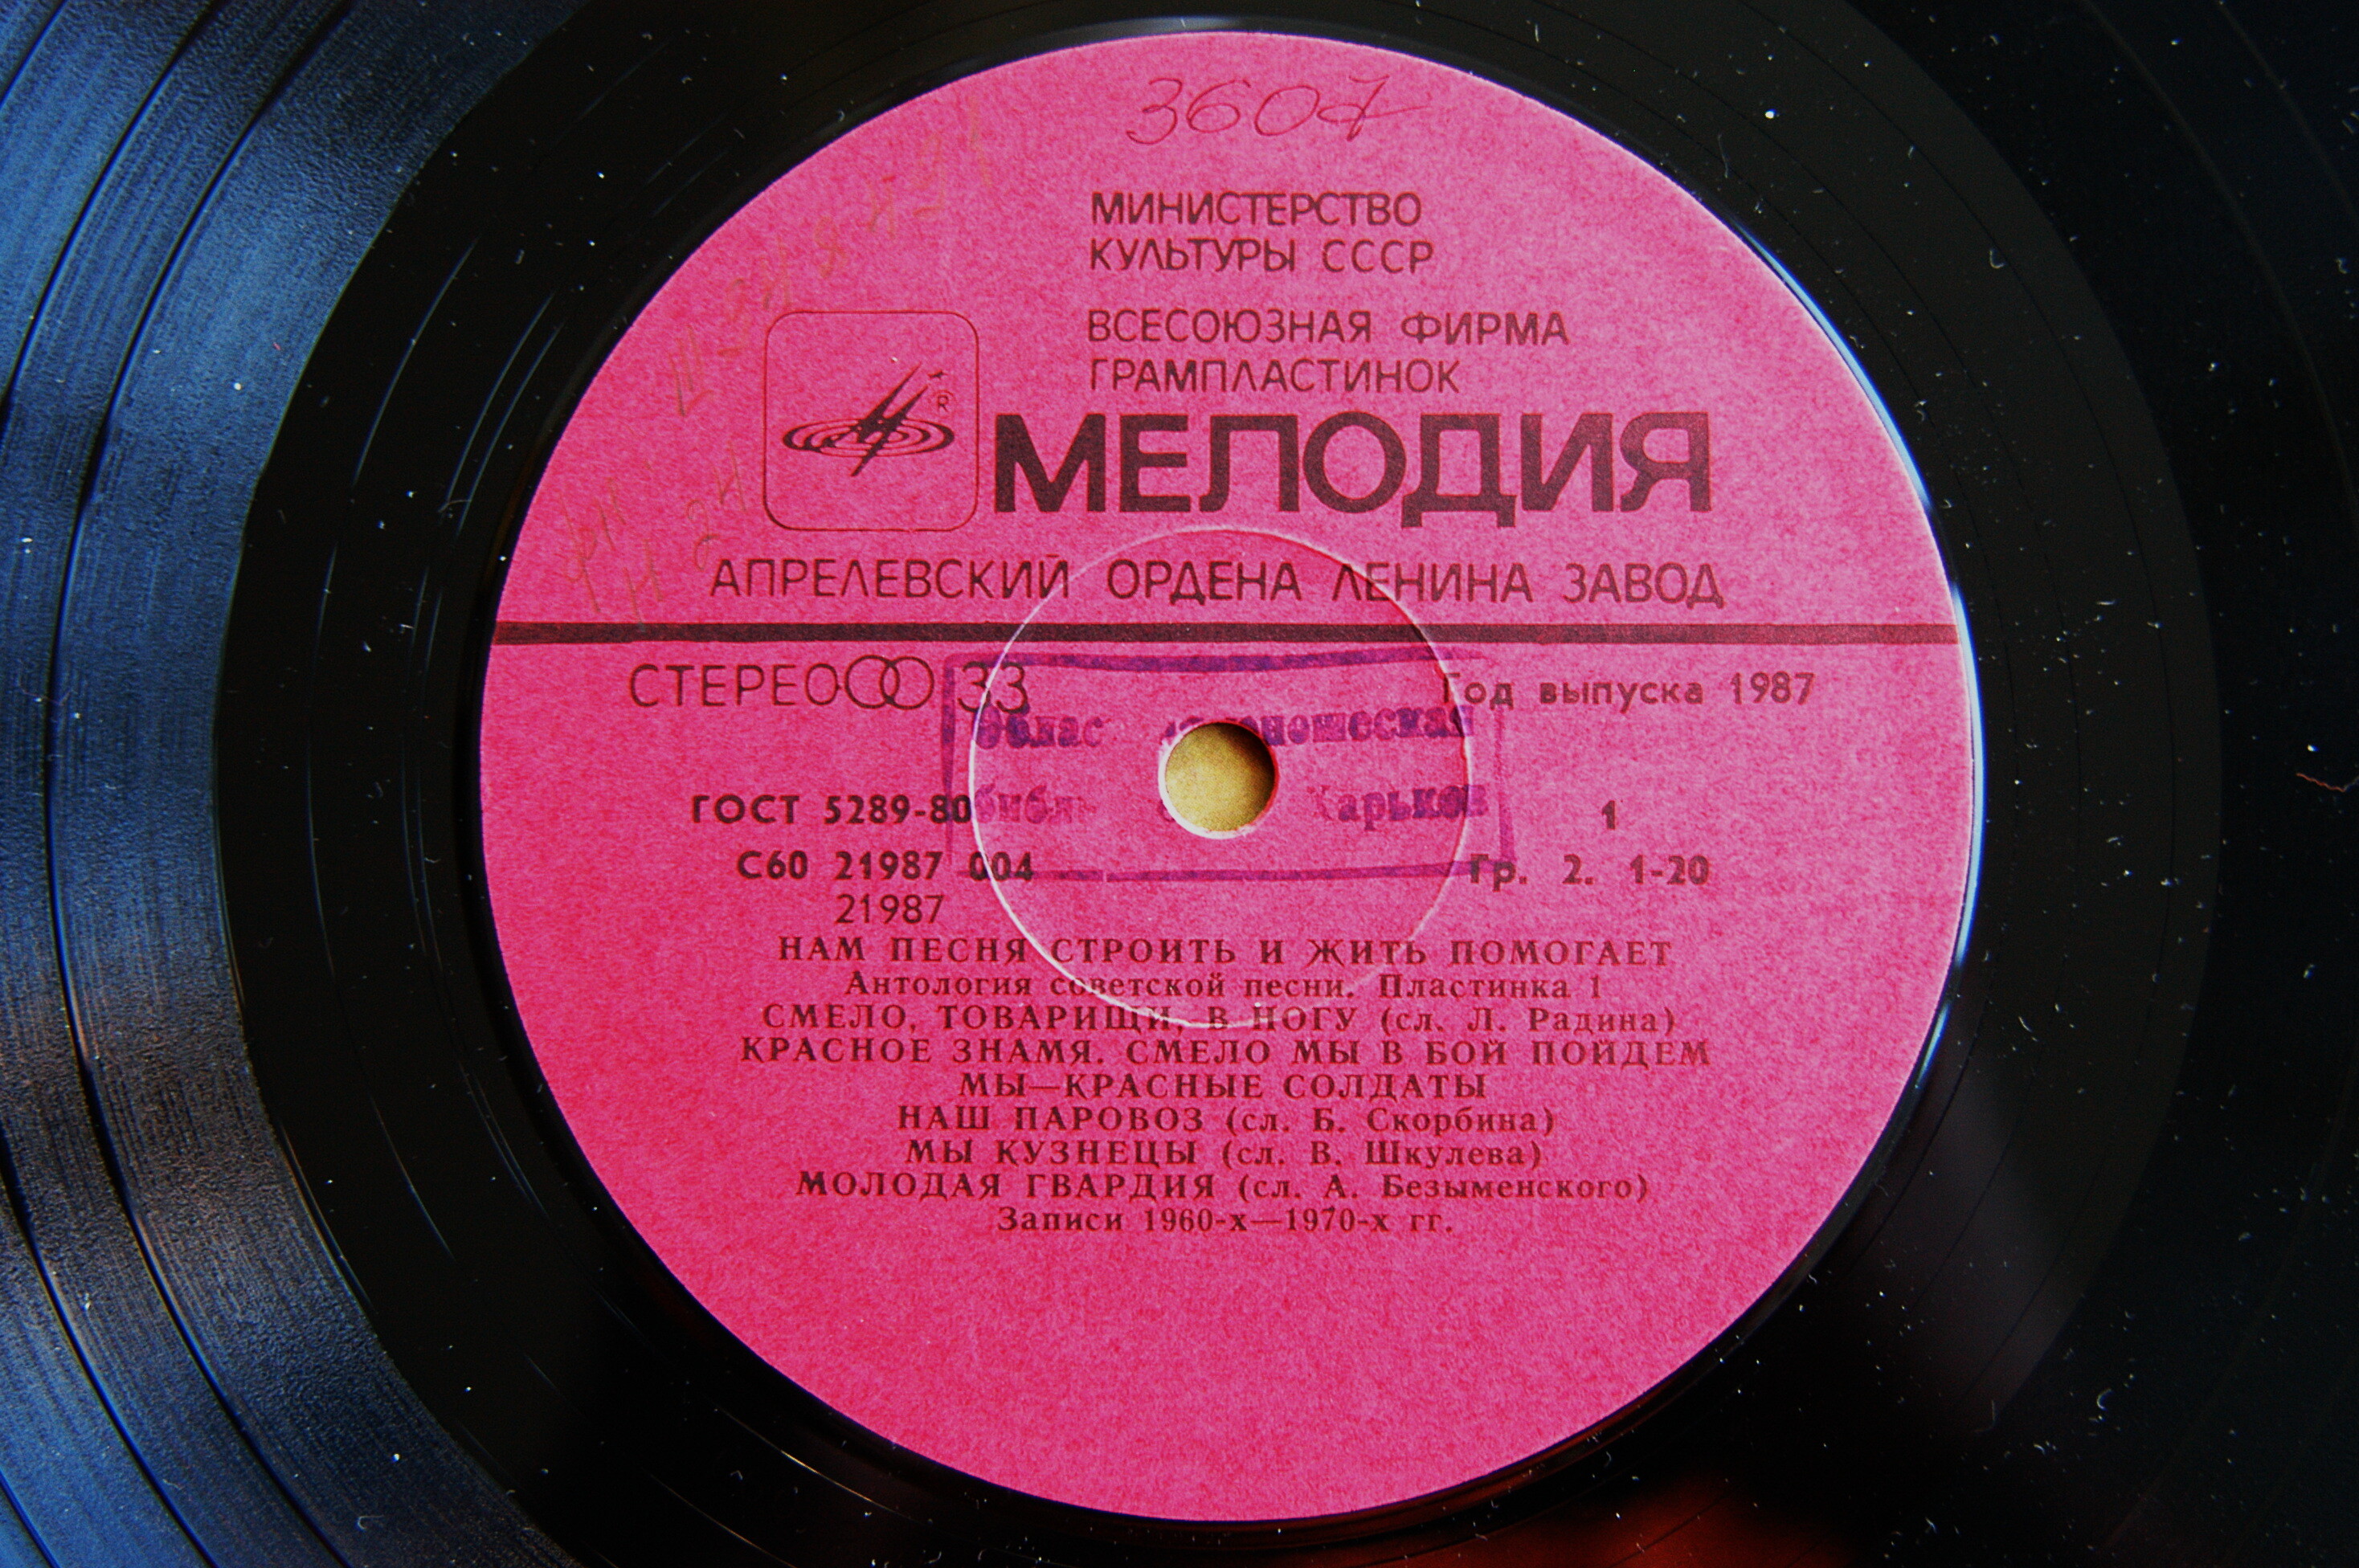 3607
МИНИСТЕРСТВО
КУЛЬТУРЫ СССР
ВСЕСОЮЗНАЯ ФИРМА
ГРАМПЛАСТИНОК
R
МЕЛОДИЯ
АПРЕЛЕВСКИЙ ОРДЕНА ЛЕНИНА ЗАВОД
СТЕРЕО 33
Год выпуска 1987
ГОСТ 5289-80
1
С60 21987 004
Гр. 2. 1-20
21987
НАМ ПЕСНЯ СТРОИТЬ И ЖИТЬ ПОМОГАЕТ
Антология советской песни. Пластинка 1
СМЕЛО, ТОВАРИЩИ, В НОГУ (сл. Л. Радина)
КРАСНОЕ ЗНАМЯ. СМЕЛО МЫ В БОЙ ПОЙДЕМ
МЫ—КРАСНЫЕ СОЛДАТЫ
НАШ ПАРОВОЗ (сл. Б. Скорбина)
МЫ КУЗНЕЦЫ (сл. В. Шкулева)
МОЛОДАЯ ГВАРДИЯ (сл. А. Безыменского)
Записи 1960-х—1970-х гг.